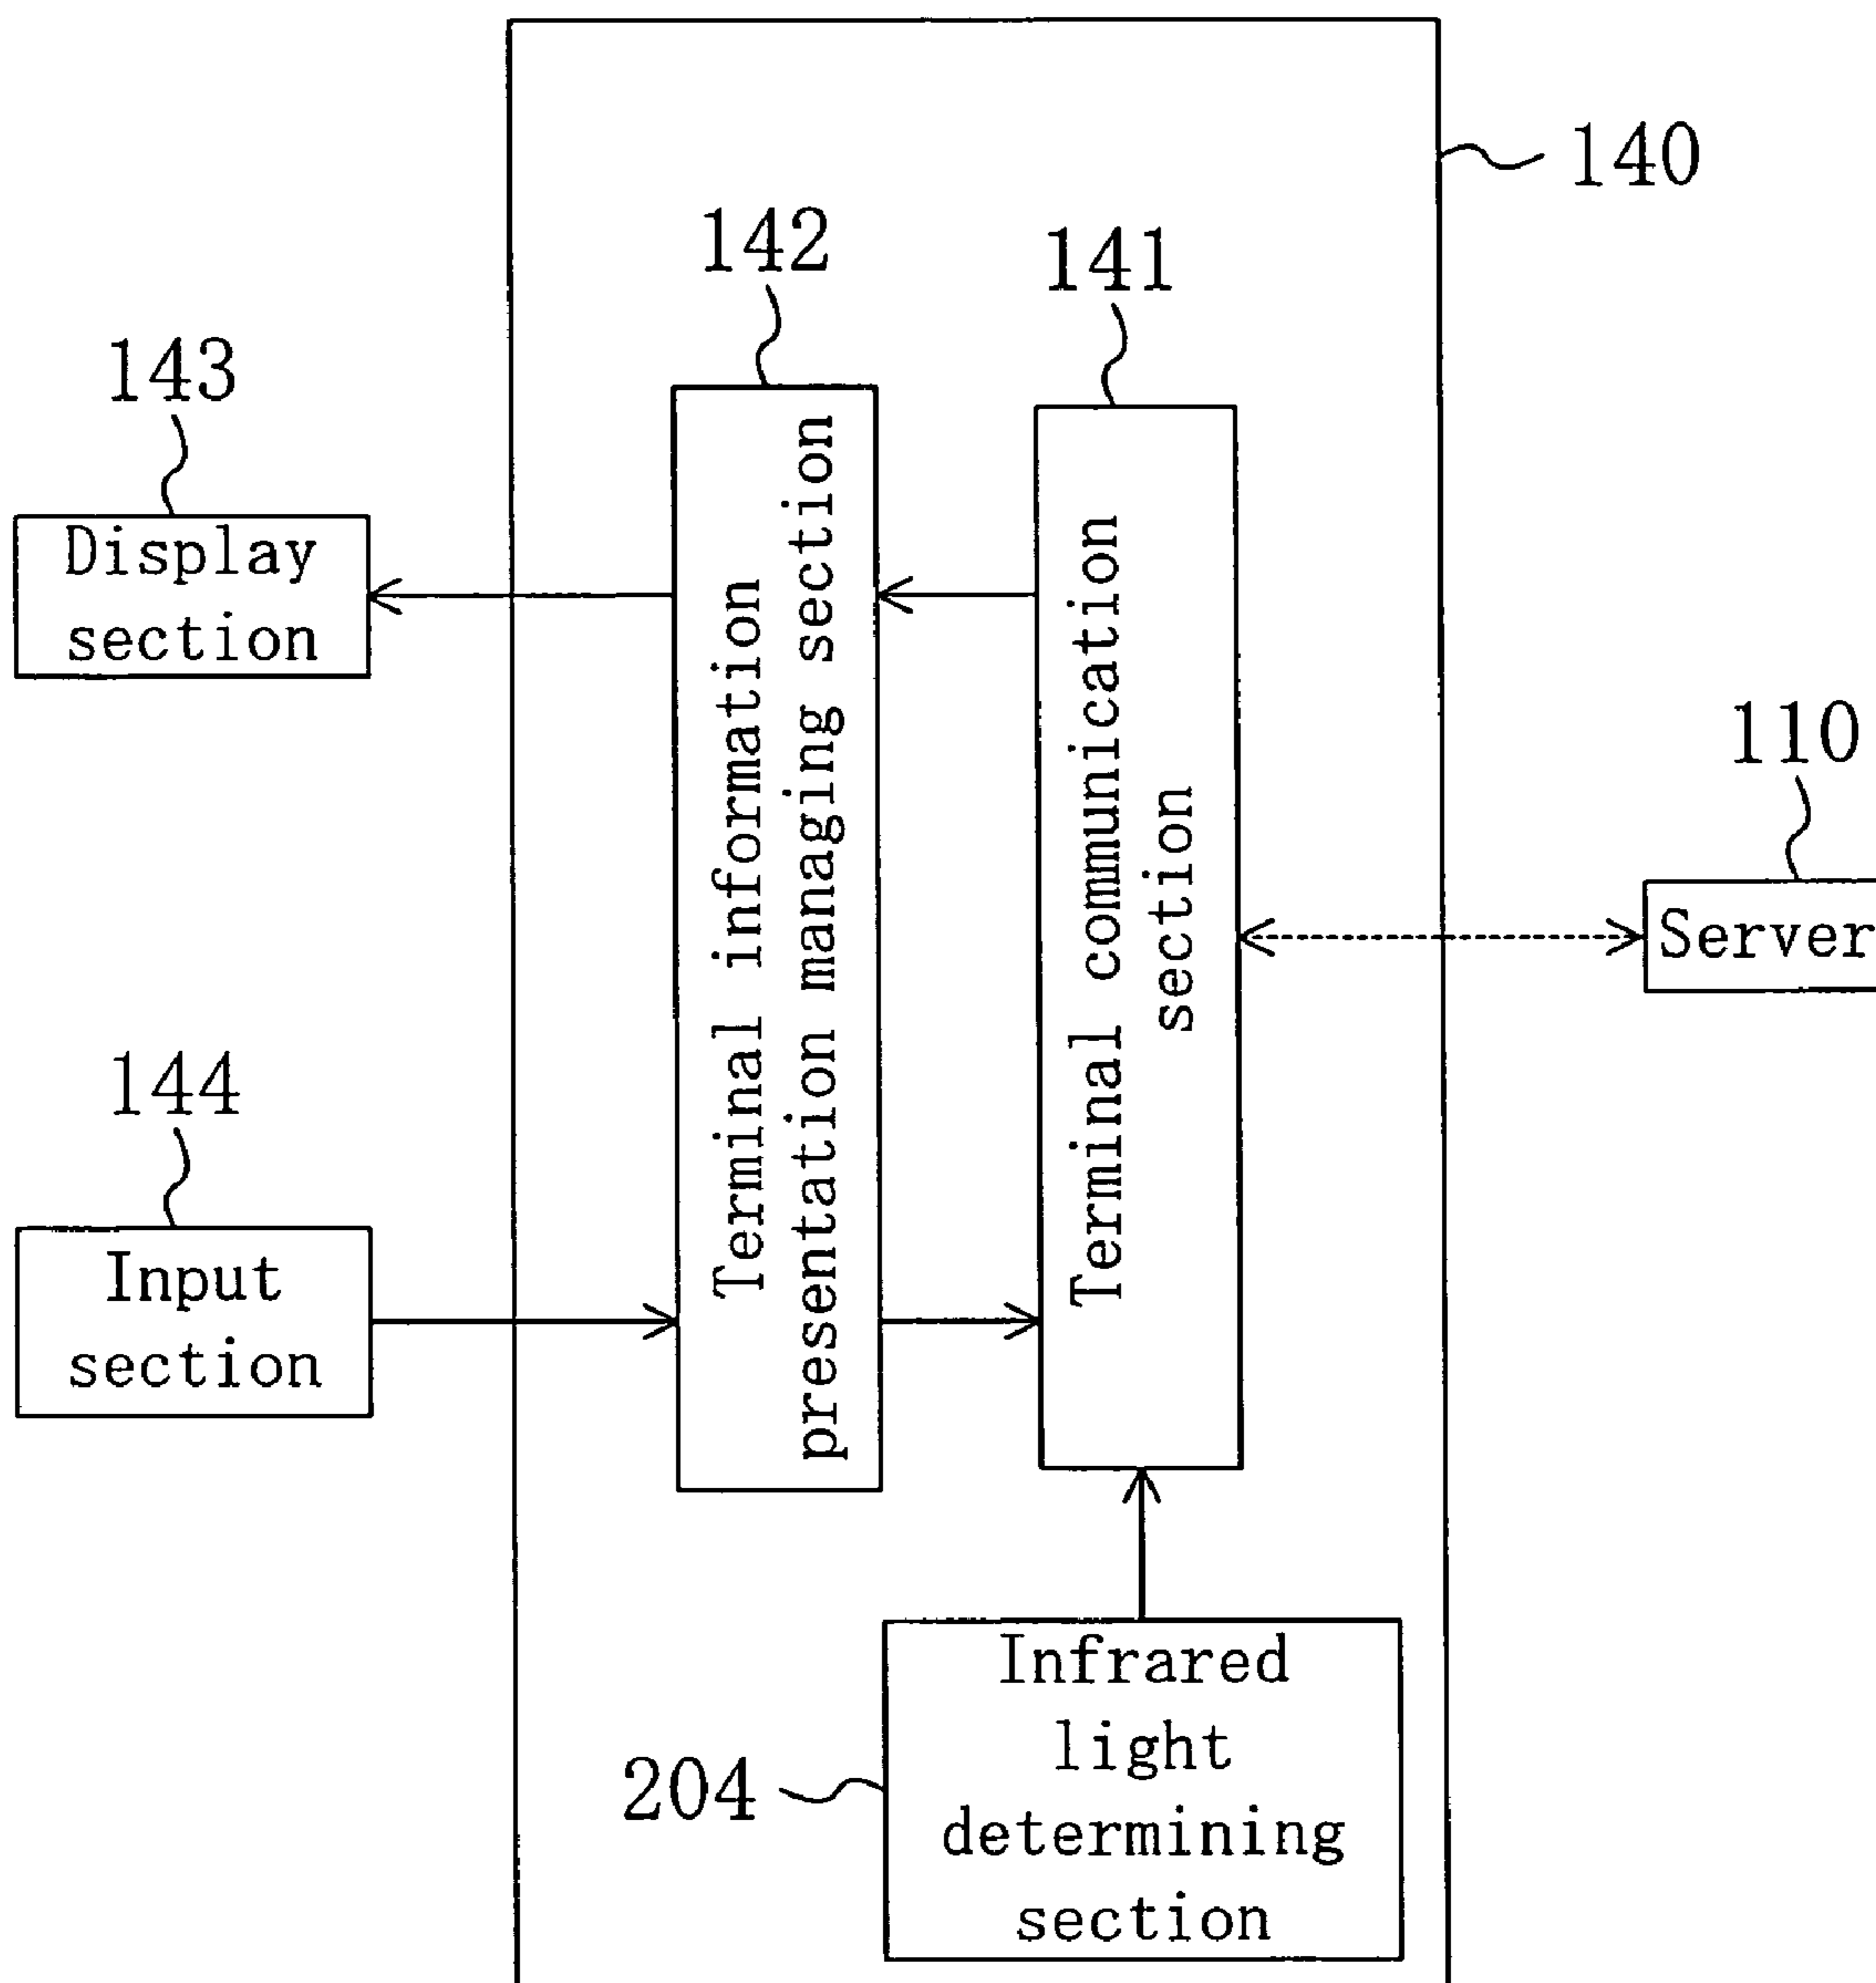 140
142
141
143
Display
section
Terminal information
presentation managing section
Terminal communication
section
110
Server
144
Input
section
204
Infrared
light
determining
section